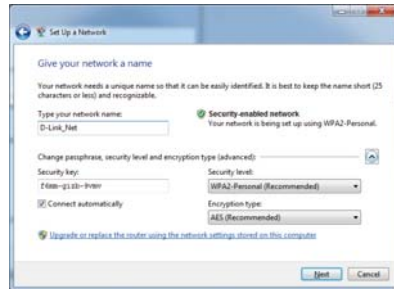 Set Up a Network
Give your network a name
Your network needs a unique name so that it can be easily identified. It is best to keep the name short (25
characters or less) and recognizable.
Type your network name:
D-Link_Net
Security-enabled network
Your network is being set up using WPA2-Personal.
Change passphrase, security level and encryption type (advanced)
Security key:
Security level:
WPA2-Personal (Recommended)
Connect automatically
Encryption type:
AES (Recommended)
Upgrade or replace the router using the network settings stored on this computer
Next
Cancel